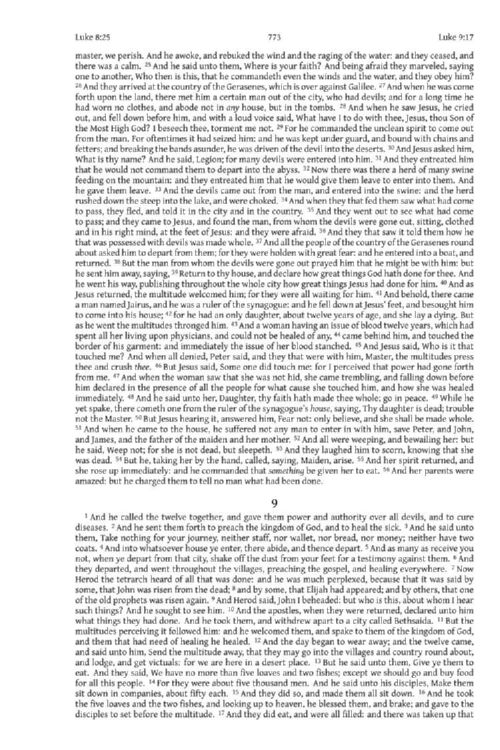 Luke 8:25 773 Luke 9:17
master, we perish. And he awoke, and rebuked the wind and the raging of the water: and they ceased, and
there was a calm. 25 And he said unto them, Where is your faith? And being afraid they marveled, saying
one to another, Who then is this, that he commandeth even the winds and the water, and they obey him?
26 And they arrived at the country of the Gerasenes, which is over against Galilee. 27 And when he was come
forth upon the land, there met him a certain man out of the city, who had devils; and for a long time he
had worn no clothes, and abode not in any house, but in the tombs. 28 And when he saw Jesus, he cried
out, and fell down before him, and with a loud voice said, What have I to do with thee, Jesus, thou Son of
the Most High God? I beseech thee, torment me not. 29 For he commanded the unclean spirit to come out
from the man. For oftentimes it had seized him: and he was kept under guard, and bound with chains and
fetters; and breaking the bands asunder, he was driven of the devil into the deserts. 30 And Jesus asked him,
What is thy name? And he said, Legion; for many devils were entered into him. 31 And they entreated him
that he would not command them to depart into the abyss. 32 Now there was there a herd of many swine
feeding on the mountain: and they entreated him that he would give them leave to enter into them. And
he gave them leave. 33 And the devils came out from the man, and entered into the swine: and the herd
rushed down the steep into the lake, and were choked. 34 And when they that fed them saw what had come
to pass, they fled, and told it in the city and in the country. 35 And they went out to see what had come
to pass; and they came to Jesus, and found the man, from whom the devils were gone out, sitting, clothed
and in his right mind, at the feet of Jesus: and they were afraid. 36 And they that saw it told them how he
that was possessed with devils was made whole. 37 And all the people of the country of the Gerasenes round
about asked him to depart from them; for they were holden with great fear: and he entered into a boat, and
returned. 38 But the man from whom the devils were gone out prayed him that he might be with him: but
he sent him away, saying, 39 Return to thy house, and declare how great things God hath done for thee. And
he went his way, publishing throughout the whole city how great things Jesus had done for him. 40 And as
Jesus returned, the multitude welcomed him; for they were all waiting for him. 41 And behold, there came
a man named Jairus, and he was a ruler of the synagogue: and he fell down at Jesus' feet, and besought him
to come into his house; 42 for he had an only daughter, about twelve years of age, and she lay a dying. But
as he went the multitudes thronged him. 43 And a woman having an issue of blood twelve years, which had
spent all her living upon physicians, and could not be healed of any, 44 came behind him, and touched the
border of his garment: and immediately the issue of her blood stanched. 45 And Jesus said, Who is it that
touched me? And when all denied, Peter said, and they that were with him, Master, the multitudes press
thee and crush thee. 46 But Jesus said, Some one did touch me: for I perceived that power had gone forth
from me. 47 And when the woman saw that she was not hid, she came trembling, and falling down before
him declared in the presence of all the people for what cause she touched him, and how she was healed
immediately. 48 And he said unto her, Daughter, thy faith hath made thee whole; go in peace. 49 While he
yet spake, there cometh one from the ruler of the synagogue's house, saying, Thy daughter is dead; trouble
not the Master. 50 But Jesus hearing it, answered him, Fear not: only believe, and she shall be made whole.
51 And when he came to the house, he suffered not any man to enter in with him, save Peter, and John,
and James, and the father of the maiden and her mother. 52 And all were weeping, and bewailing her: but
he said, Weep not; for she is not dead, but sleepeth. 53 And they laughed him to scorn, knowing that she
was dead. 54 But he, taking her by the hand, called, saying, Maiden, arise. 55 And her spirit returned, and
she rose up immediately: and he commanded that something be given her to eat. 56 And her parents were
amazed: but he charged them to tell no man what had been done.
9
1 And he called the twelve together, and gave them power and authority over all devils, and to cure
diseases. 2 And he sent them forth to preach the kingdom of God, and to heal the sick. 3 And he said unto
them, Take nothing for your journey, neither staff, nor wallet, nor bread, nor money; neither have two
coats. 4 And into whatsoever house ye enter, there abide, and thence depart. 5 And as many as receive you
not, when ye depart from that city, shake off the dust from your feet for a testimony against them. 6 And
they departed, and went throughout the villages, preaching the gospel, and healing everywhere. 7 Now
Herod the tetrarch heard of all that was done: and he was much perplexed, because that it was said by
some, that John was risen from the dead; 8 and by some, that Elijah had appeared; and by others, that one
of the old prophets was risen again. 9 And Herod said, John I beheaded: but who is this, about whom I hear
such things? And he sought to see him. 10 And the apostles, when they were returned, declared unto him
what things they had done. And he took them, and withdrew apart to a city called Bethsaida. 11 But the
multitudes perceiving it followed him: and he welcomed them, and spake to them of the kingdom of God,
and them that had need of healing he healed. 12 And the day began to wear away; and the twelve came,
and said unto him, Send the multitude away, that they may go into the villages and country round about,
and lodge, and get victuals: for we are here in a desert place. 13 But he said unto them, Give ye them to
eat. And they said, We have no more than five loaves and two fishes; except we should go and buy food
for all this people. 14 For they were about five thousand men. And he said unto his disciples, Make them
sit down in companies, about fifty each. 15 And they did so, and made them all sit down. 16 And he took
the five loaves and the two fishes, and looking up to heaven, he blessed them, and brake; and gave to the
disciples to set before the multitude. 17 And they did eat, and were all filled: and there was taken up that